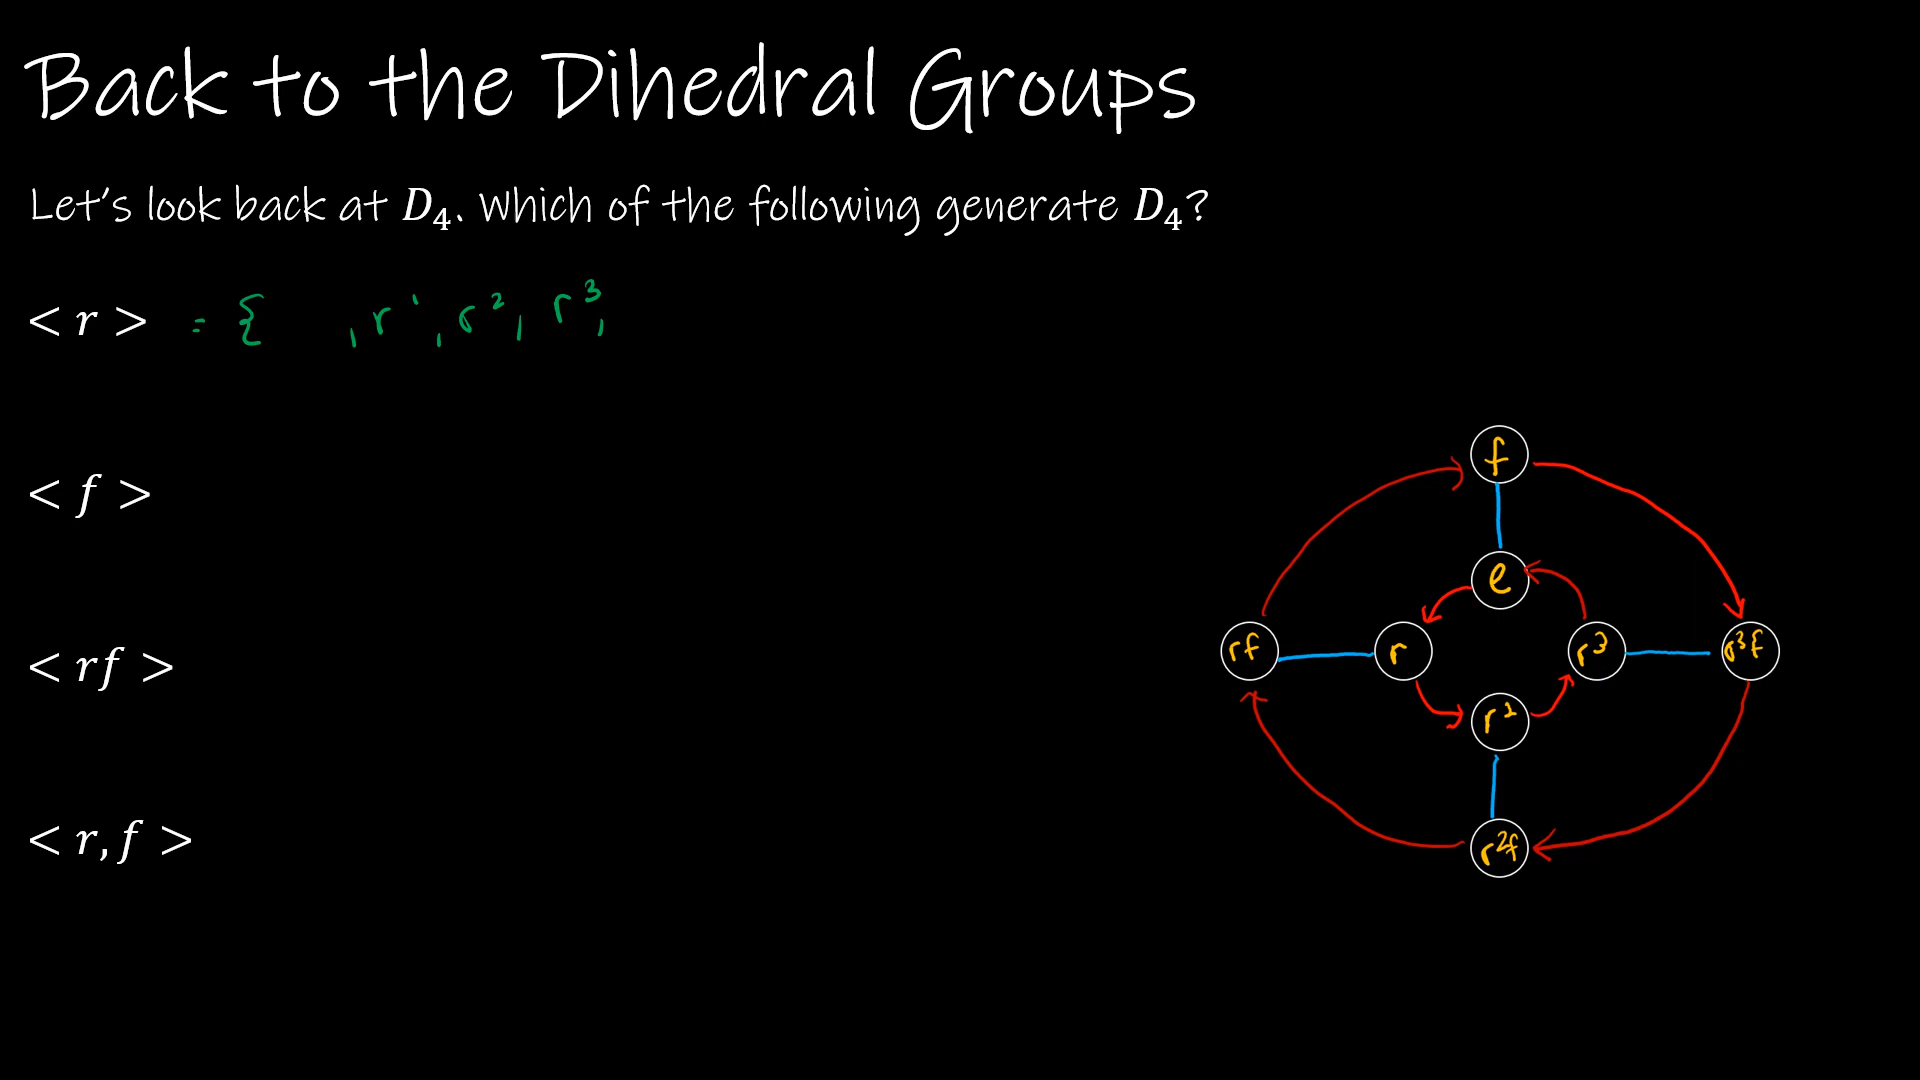 Back to the Dihedral Groups
Let's look back at D₄. Which of the following generate D₄?
< r > = { , r¹, r², r³,
< f >
< rf >
< r, f >
f
e
rf
r
r³
r³f
r²
r²f